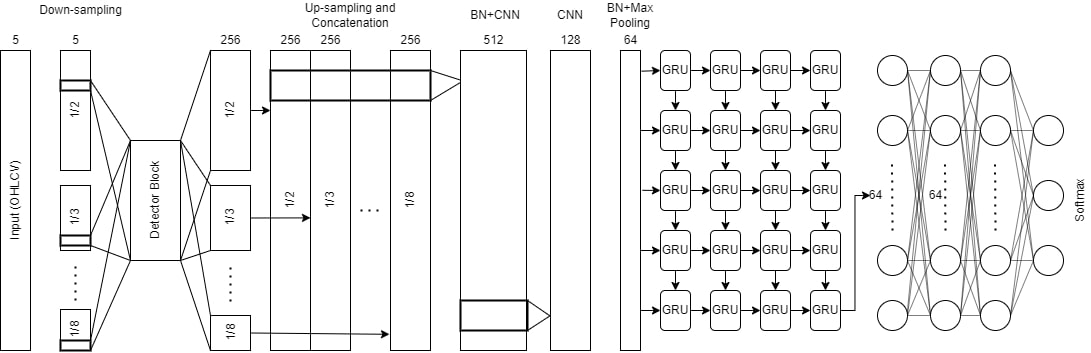 Down-sampling
Up-sampling and
Concatenation
BN+CNN
CNN
BN+Max
Pooling
5
5
256
256
256
256
512
128
64
Input (OHLCV)
1/2
1/3
1/8
Detector Block
1/2
1/3
1/8
1/2
1/3
1/8
GRU GRU GRU GRU
GRU GRU GRU GRU
GRU GRU GRU GRU
GRU GRU GRU GRU
GRU GRU GRU GRU
64
64
Softmax